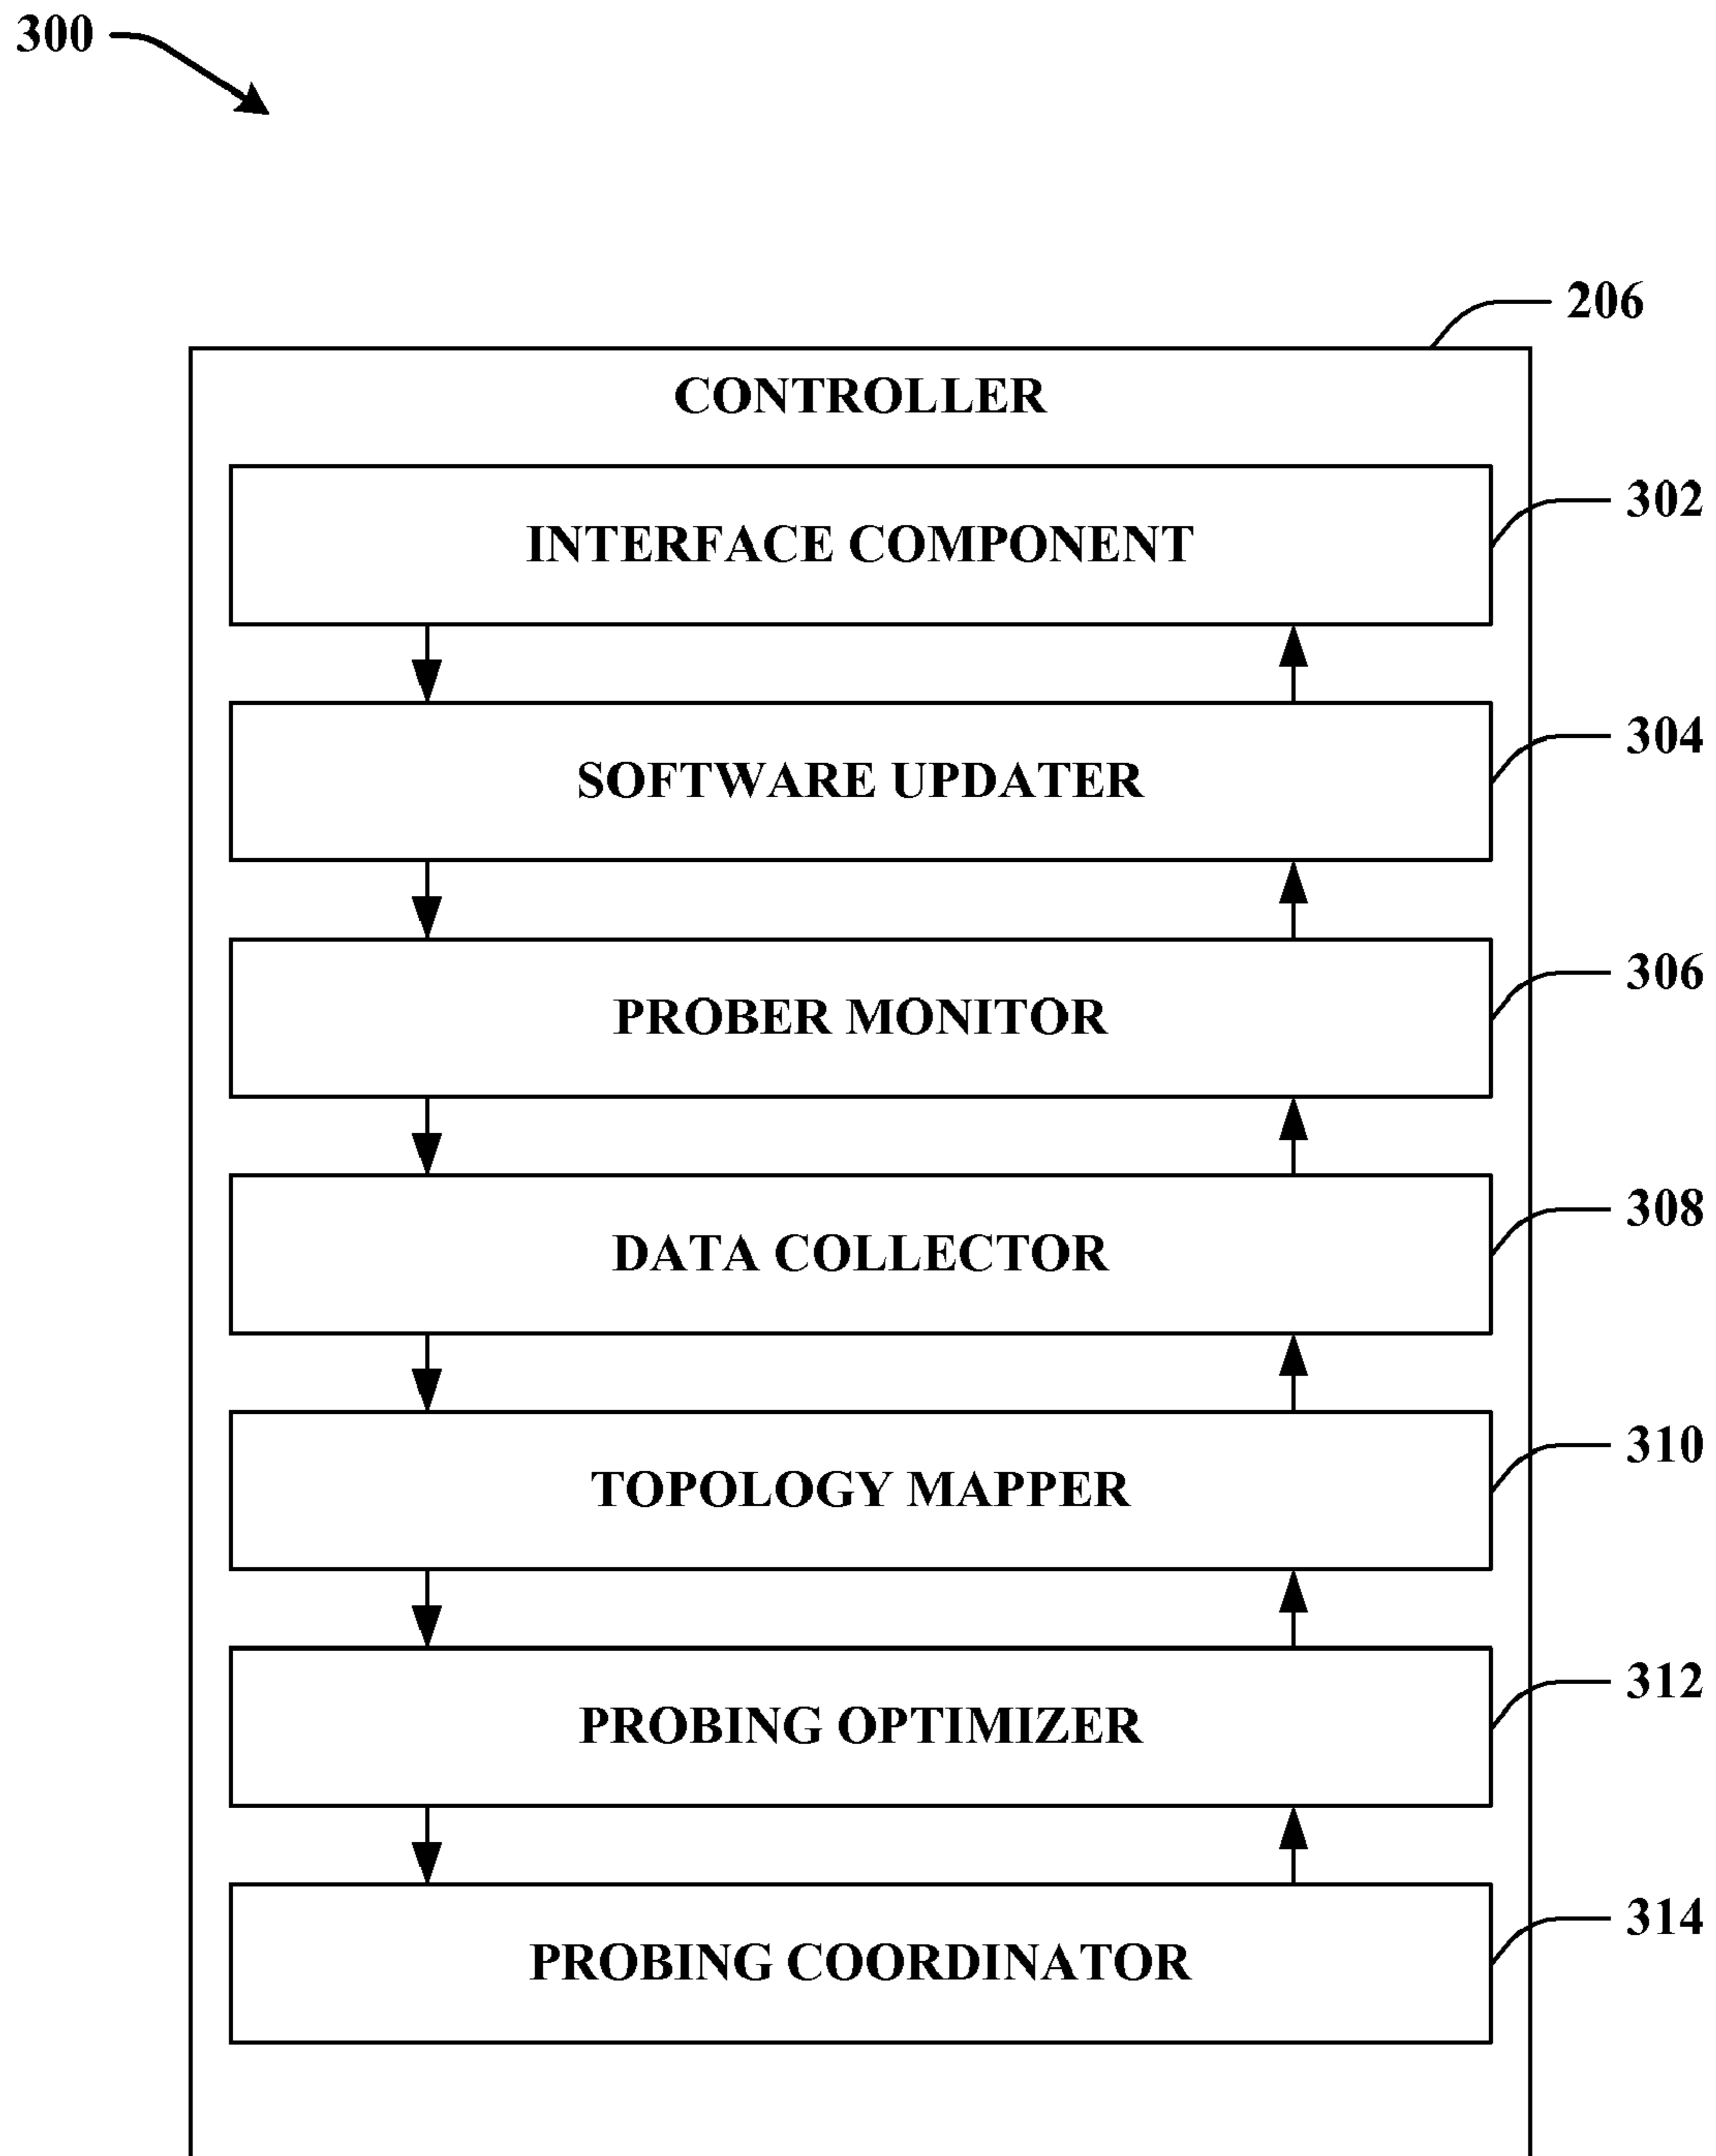 300
206
CONTROLLER
302
INTERFACE COMPONENT
304
SOFTWARE UPDATER
306
PROBER MONITOR
308
DATA COLLECTOR
310
TOPOLOGY MAPPER
312
PROBING OPTIMIZER
314
PROBING COORDINATOR